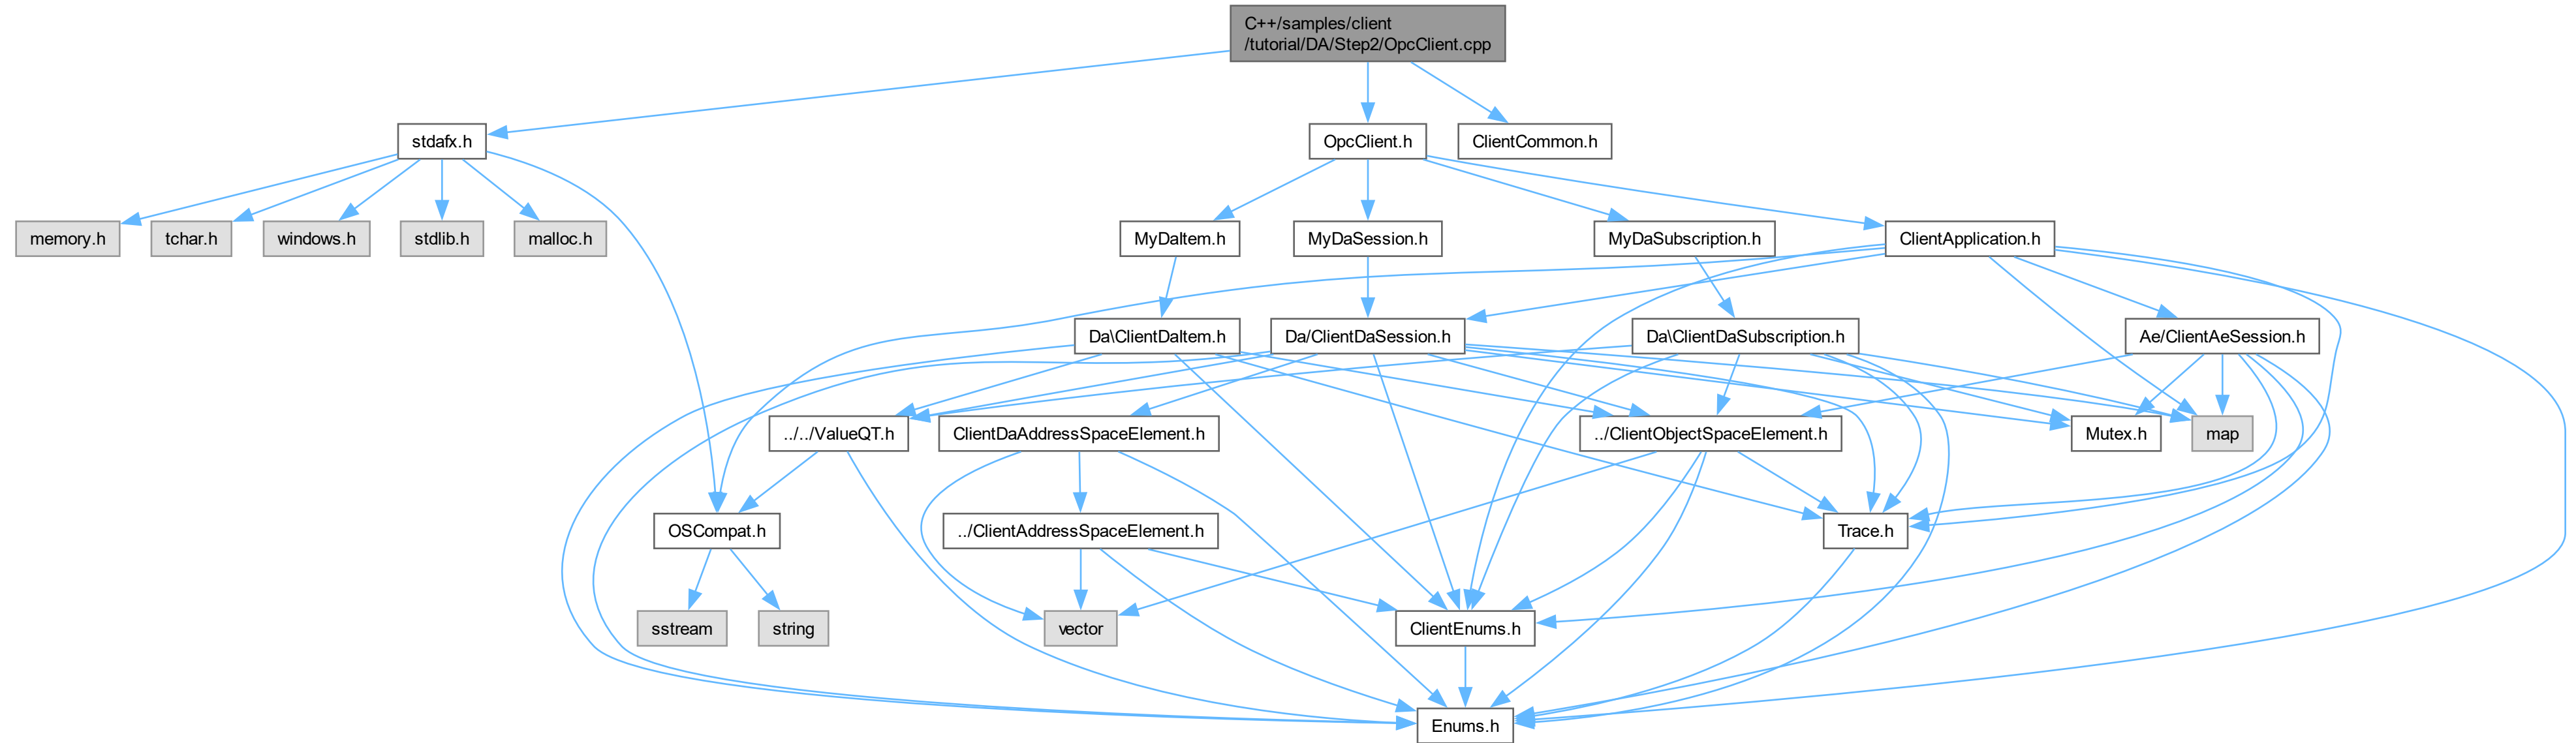 C++/samples/client
/tutorial/DA/Step2/OpcClient.cpp
stdafx.h
OpcClient.h
ClientCommon.h
memory.h
tchar.h
windows.h
stdlib.h
malloc.h
MyDaItem.h
MyDaSession.h
MyDaSubscription.h
ClientApplication.h
Da\ClientDaItem.h
Da/ClientDaSession.h
Da\ClientDaSubscription.h
Ae/ClientAeSession.h
../../ValueQT.h
ClientDaAddressSpaceElement.h
../ClientObjectSpaceElement.h
Mutex.h
map
OSCompat.h
../ClientAddressSpaceElement.h
Trace.h
sstream
string
vector
ClientEnums.h
Enums.h